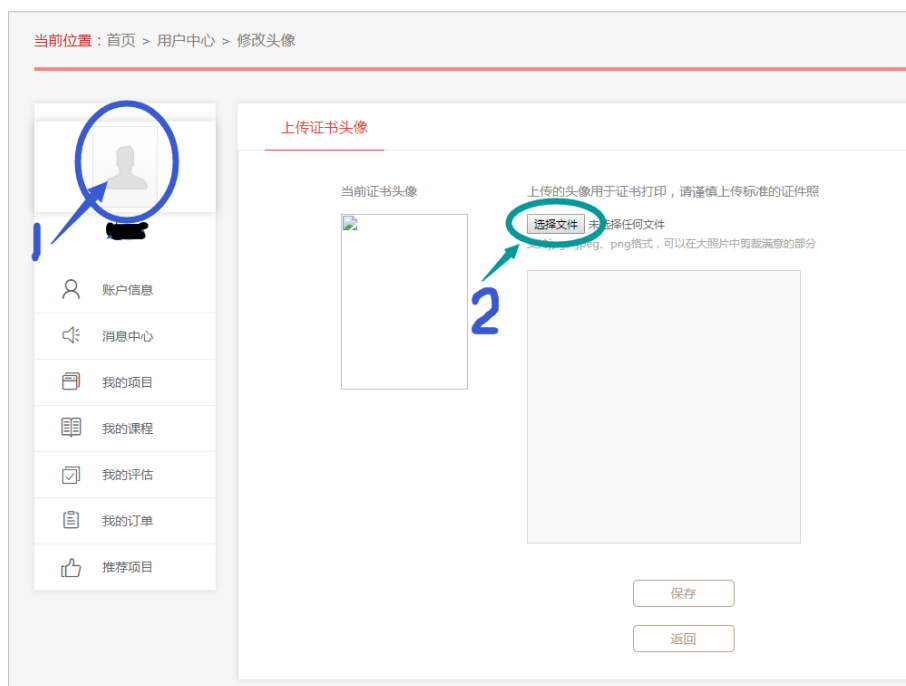 当前位置：首页 > 用户中心 > 修改头像
上传证书头像
当前证书头像
上传的头像用于证书打印，请谨慎上传标准的证件照
选择文件 未选择任何文件
jpeg、png格式，可以在大照片中剪裁满意的部分
1
2
账户信息
消息中心
我的项目
我的课程
我的评估
我的订单
推荐项目
保存
返回